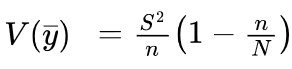 V(ȳ) = S²/n (1 − n/N)